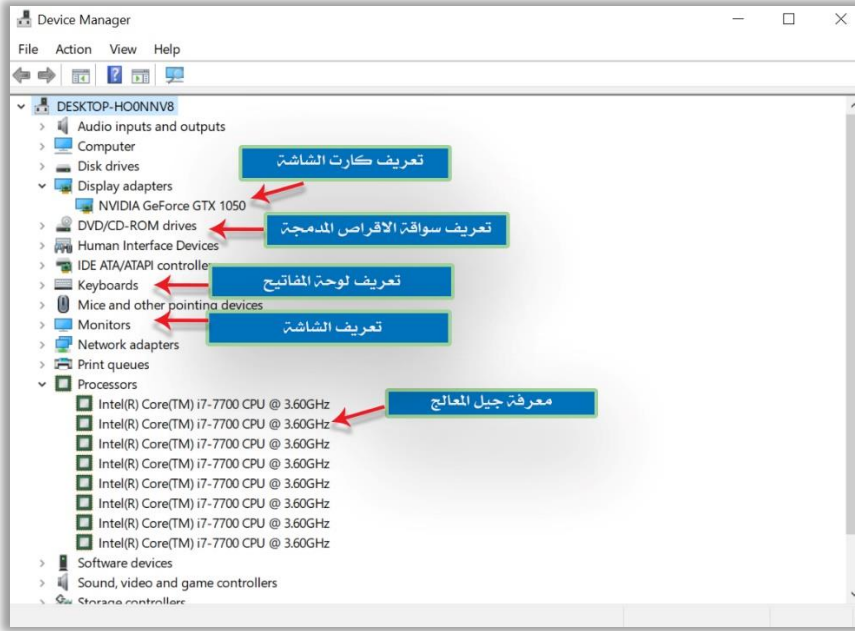 Device Manager
File Action View Help
DESKTOP-HO0NNV8
Audio inputs and outputs
Computer
Disk drives
تعريف كارت الشاشة
Display adapters
NVIDIA GeForce GTX 1050
DVD/CD-ROM drives
تعريف سواقة الاقراص المدمجة
Human Interface Devices
IDE ATA/ATAPI controlle
Keyboards
تعريف لوحة المفاتيح
Mice and other pointing devices
Monitors
تعريف الشاشة
Network adapters
Print queues
Processors
Intel(R) Core(TM) i7-7700 CPU @ 3.60GHz
معرفة جيل المعالج
Intel(R) Core(TM) i7-7700 CPU @ 3.60GHz
Intel(R) Core(TM) i7-7700 CPU @ 3.60GHz
Intel(R) Core(TM) i7-7700 CPU @ 3.60GHz
Intel(R) Core(TM) i7-7700 CPU @ 3.60GHz
Intel(R) Core(TM) i7-7700 CPU @ 3.60GHz
Intel(R) Core(TM) i7-7700 CPU @ 3.60GHz
Intel(R) Core(TM) i7-7700 CPU @ 3.60GHz
Software devices
Sound, video and game controllers
Storage controllers